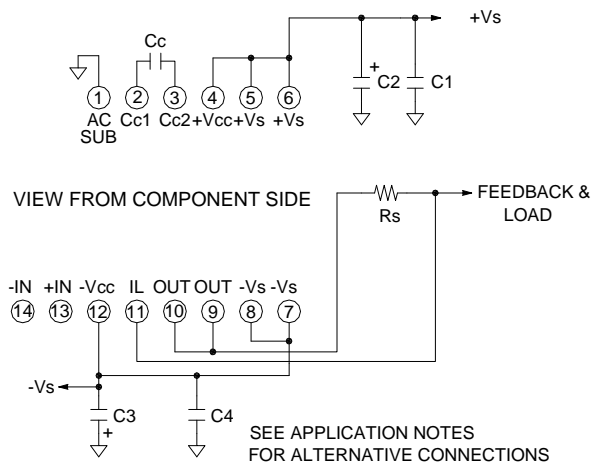 +Vs
Cc
+
C2
C1
1 2 3 4 5 6
AC SUB Cc1 Cc2 +Vcc +Vs +Vs
VIEW FROM COMPONENT SIDE
Rs
FEEDBACK &
LOAD
-IN +IN -Vcc IL OUT OUT -Vs -Vs
14 13 12 11 10 9 8 7
-Vs
C3
+
C4
SEE APPLICATION NOTES
FOR ALTERNATIVE CONNECTIONS